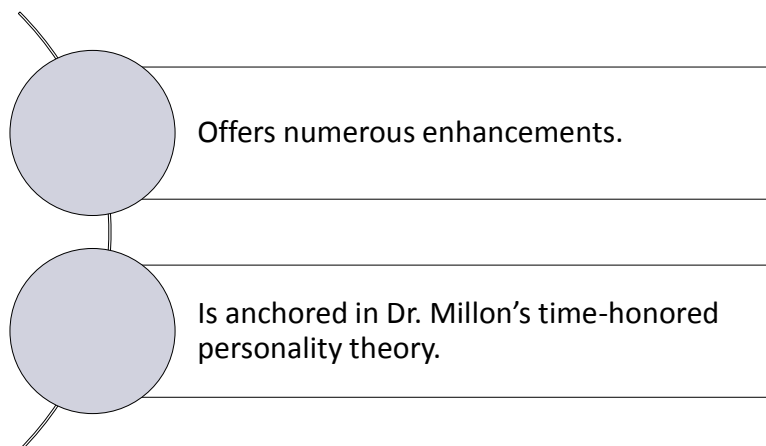 Offers numerous enhancements.
Is anchored in Dr. Millon’s time-honored
personality theory.